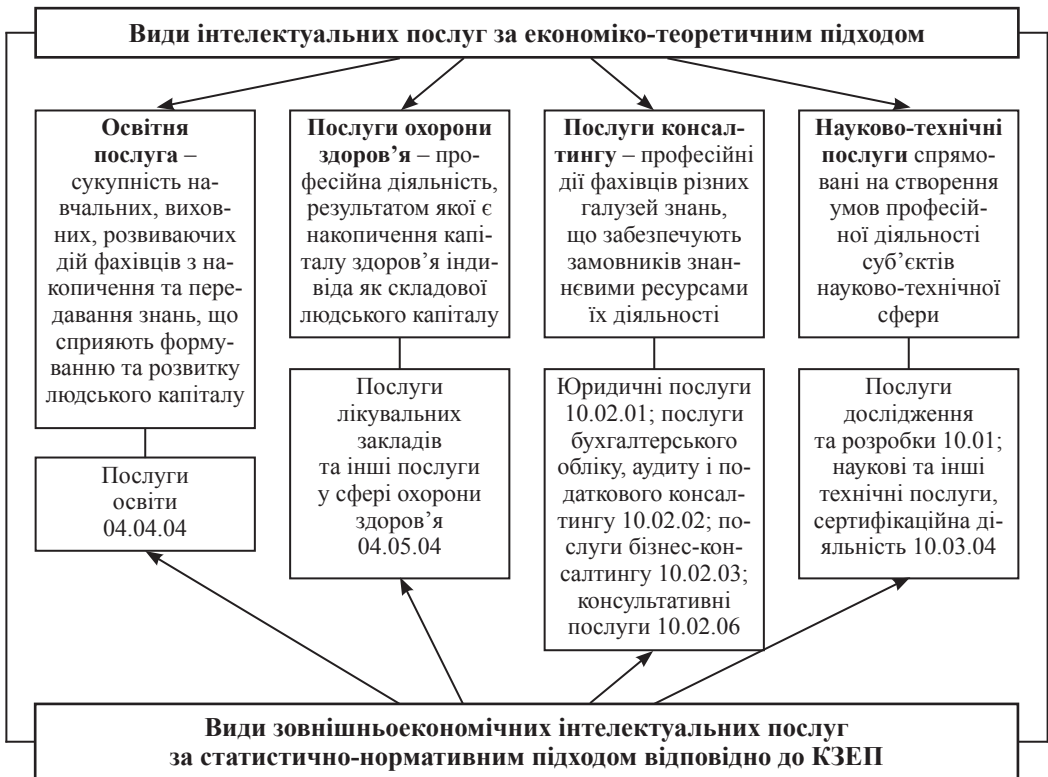 Види інтелектуальних послуг за економіко-теоретичним підходом
Освітня
послуга –
сукупність на-
вчальних, вихов-
них, розвиваючих
дій фахівців з на-
копичення та пере-
давання знань, що
сприяють форму-
ванню та розвитку
людського капіталу
Послуги охорони
здоров’я – про-
фесійна діяльність,
результатом якої є
накопичення капі-
талу здоров’я інди-
віда як складової
людського капіталу
Послуги консал-
тингу – професійні
дії фахівців різних
галузей знань,
що забезпечують
замовників знан-
нєвими ресурсами
їх діяльності
Науково-технічні
послуги спрямо-
вані на створення
умов професій-
ної діяльності
суб’єктів
науково-технічної
сфери
Послуги
освіти
04.04.04
Послуги
лікувальних
закладів
та інші послуги
у сфері охорони
здоров’я
04.05.04
Юридичні послуги
10.02.01; послуги
бухгалтерського
обліку, аудиту і по-
даткового консал-
тингу 10.02.02; по-
слуги бізнес-кон-
салтингу 10.02.03;
консультативні
послуги 10.02.06
Послуги
дослідження
та розробки 10.01;
наукові та інші
технічні послуги,
сертифікаційна ді-
яльність 10.03.04
Види зовнішньоекономічних інтелектуальних послуг
за статистично-нормативним підходом відповідно до КЗЕП